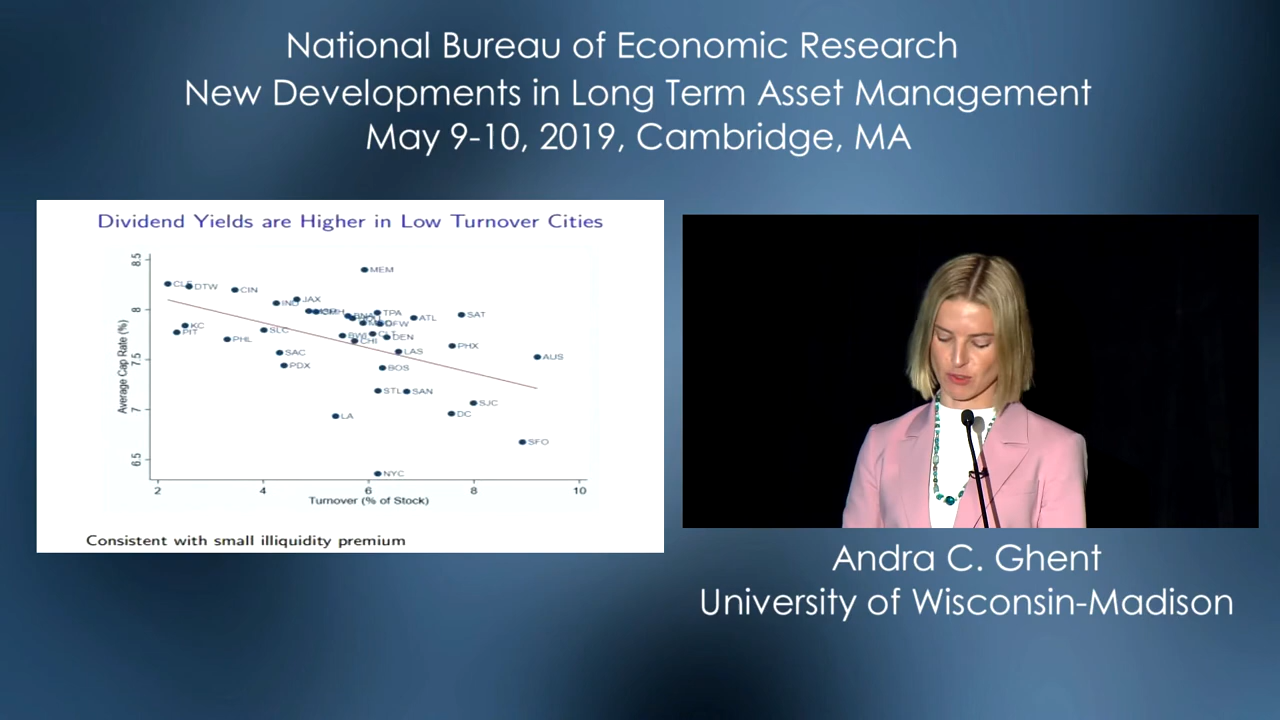 National Bureau of Economic Research
New Developments in Long Term Asset Management
May 9-10, 2019, Cambridge, MA
Dividend Yields are Higher in Low Turnover Cities
Average Cap Rate (%)
8.5
8
7.5
7
6.5
MEM
DTW
CIN
JAX
TPA
ATL
SAT
KC
PIT
SLC
PHL
DEN
CHI
PHX
SAC
LAS
AUS
PDX
BOS
STL
SAN
SJC
LA
DC
SFO
NYC
2
4
6
8
10
Turnover (% of Stock)
Consistent with small illiquidity premium
Andra C. Ghent
University of Wisconsin-Madison